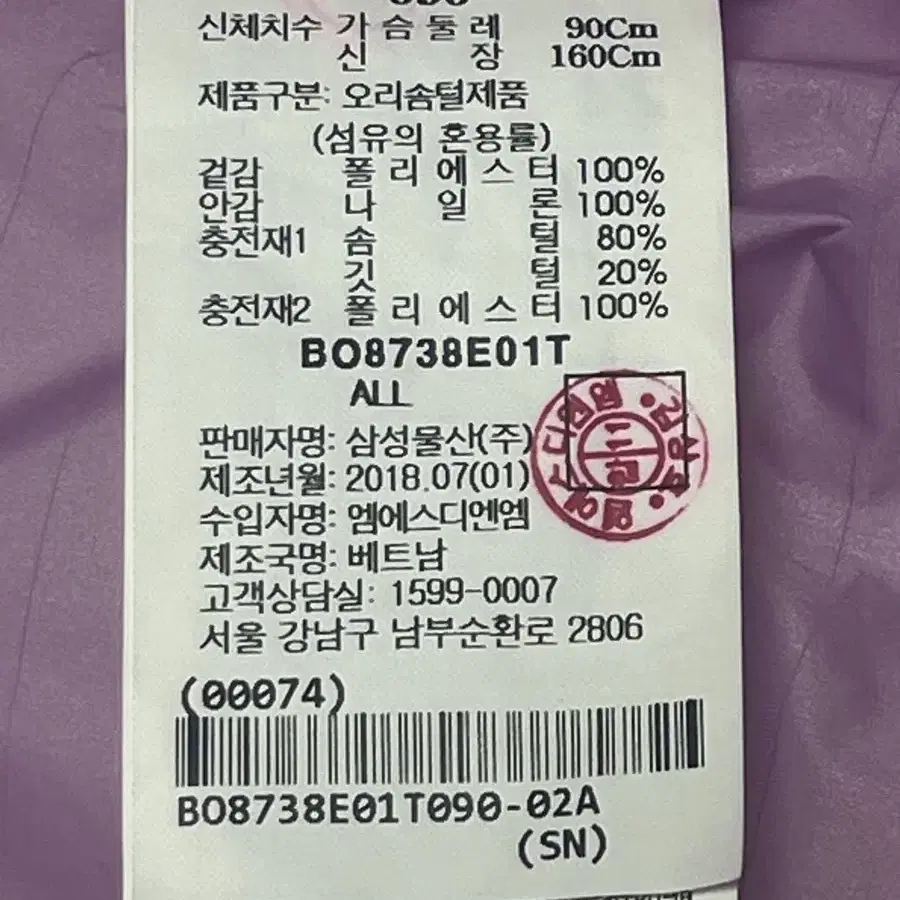 신체치수 가슴둘레 90Cm
신장 160Cm
제품구분: 오리솜털제품
(섬유의 혼용률)
겉감 폴리에스터 100%
안감 나일론 100%
충전재1 솜털 80%
깃털 20%
충전재2 폴리에스터 100%
BO8738E01T
ALL
판매자명: 삼성물산(주)
제조년월: 2018.07(01)
수입자명: 엠에스디엔엠
제조국명: 베트남
고객상담실: 1599-0007
서울 강남구 남부순환로 2806
(00074)
BO8738E01T090-02A
(SN)